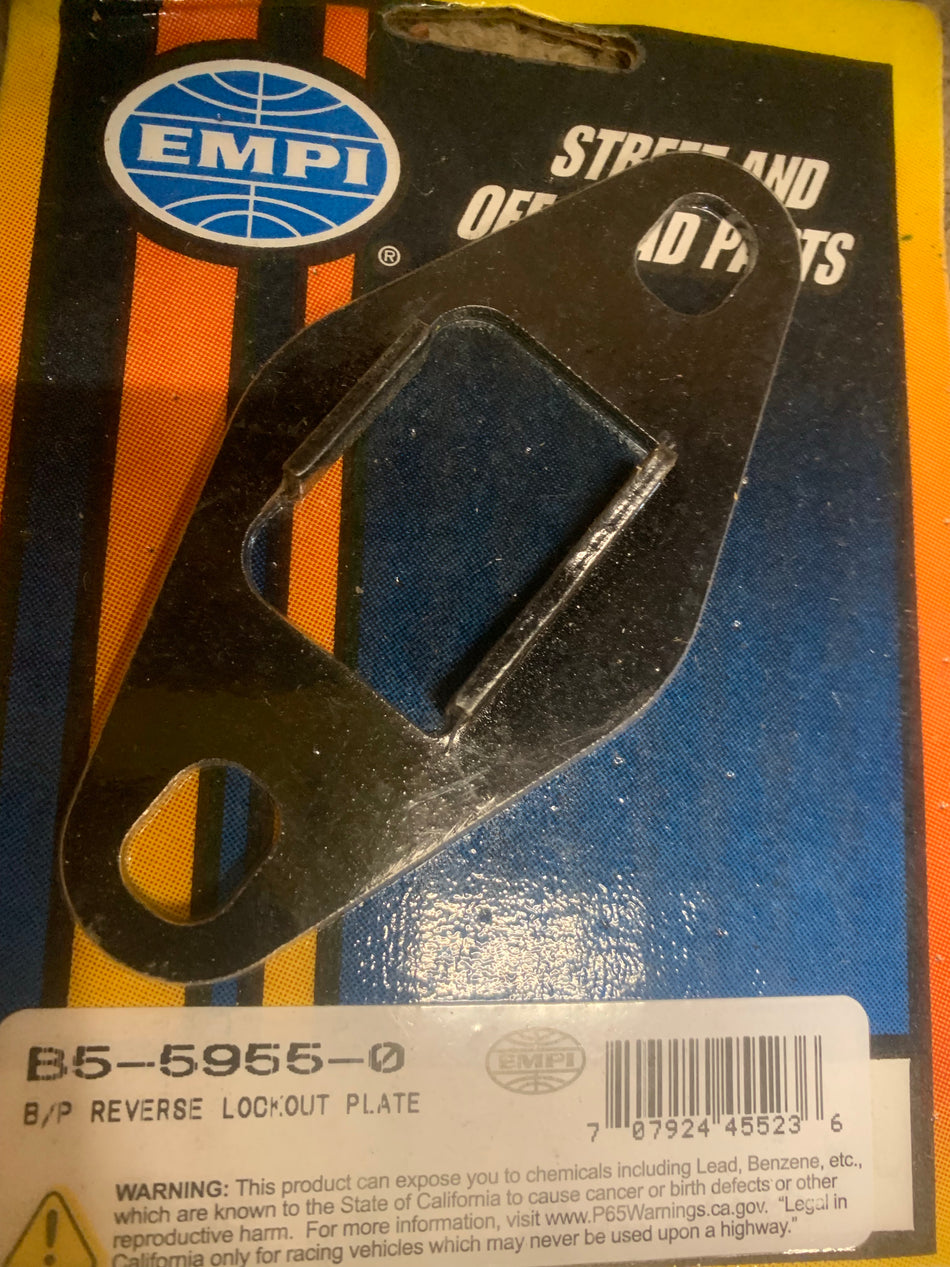 EMPI
®
STREET AND
OFF ROAD PARTS
B5-5955-0
B/P REVERSE LOCKOUT PLATE
EMPI
7 07924 45523 6
WARNING: This product can expose you to chemicals including Lead, Benzene, etc.,
which are known to the State of California to cause cancer or birth defects or other
reproductive harm. For more information, visit www.P65Warnings.ca.gov. "Legal in
California only for racing vehicles which may never be used upon a highway."